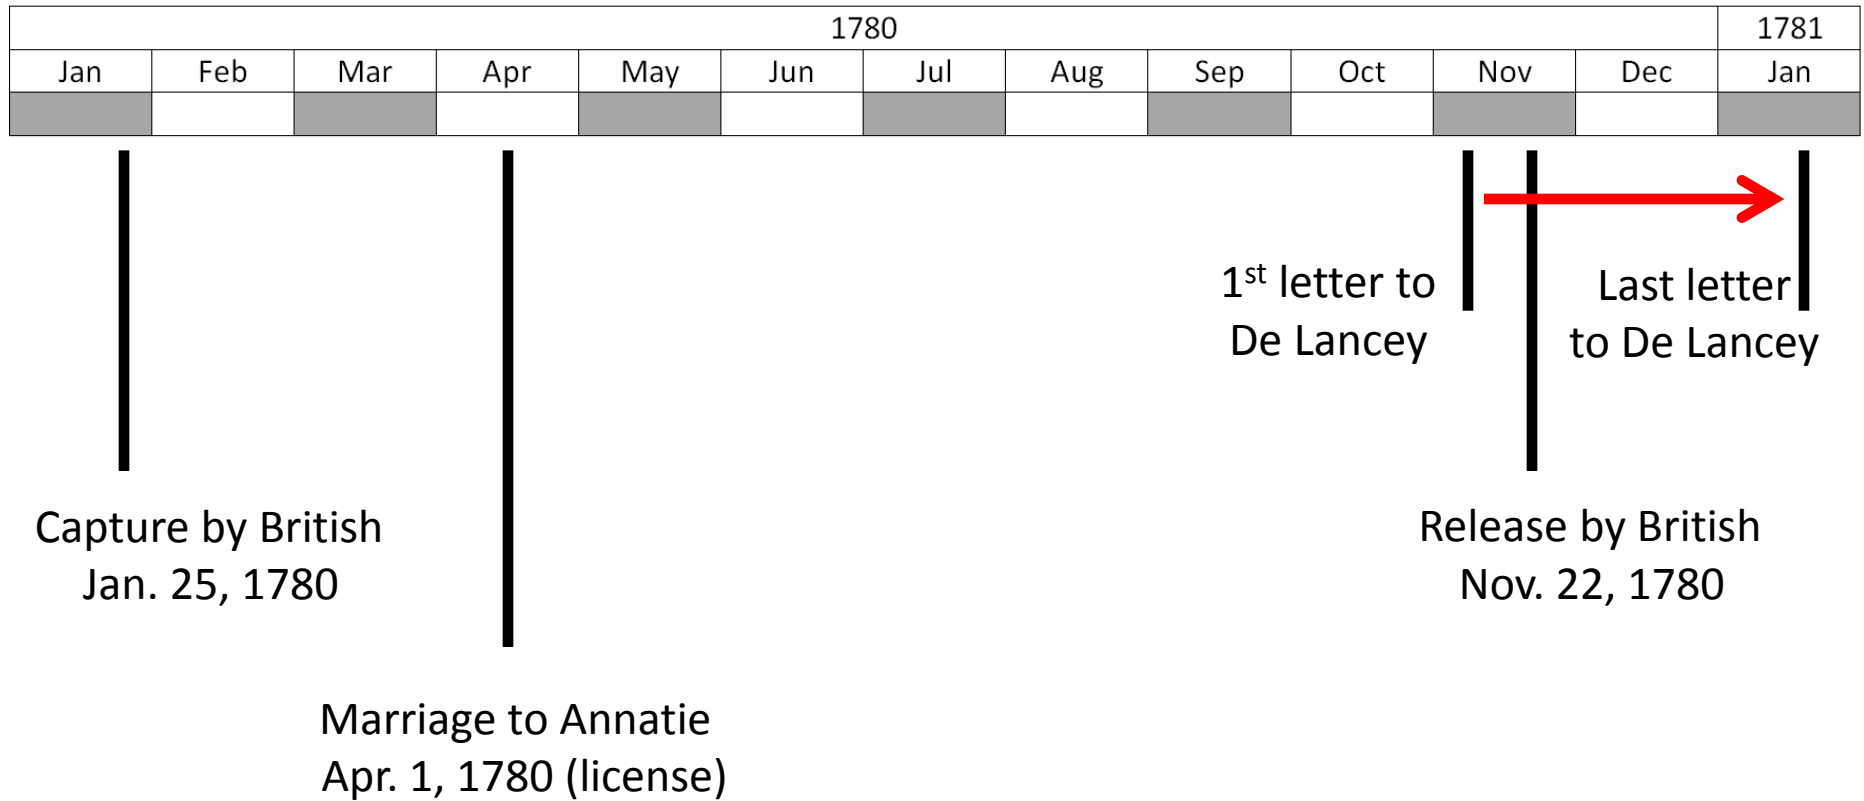 1780 1781
Jan Feb Mar Apr May Jun Jul Aug Sep Oct Nov Dec Jan
1st letter to
De Lancey
Last letter
to De Lancey
Capture by British
Jan. 25, 1780
Release by British
Nov. 22, 1780
Marriage to Annatie
Apr. 1, 1780 (license)